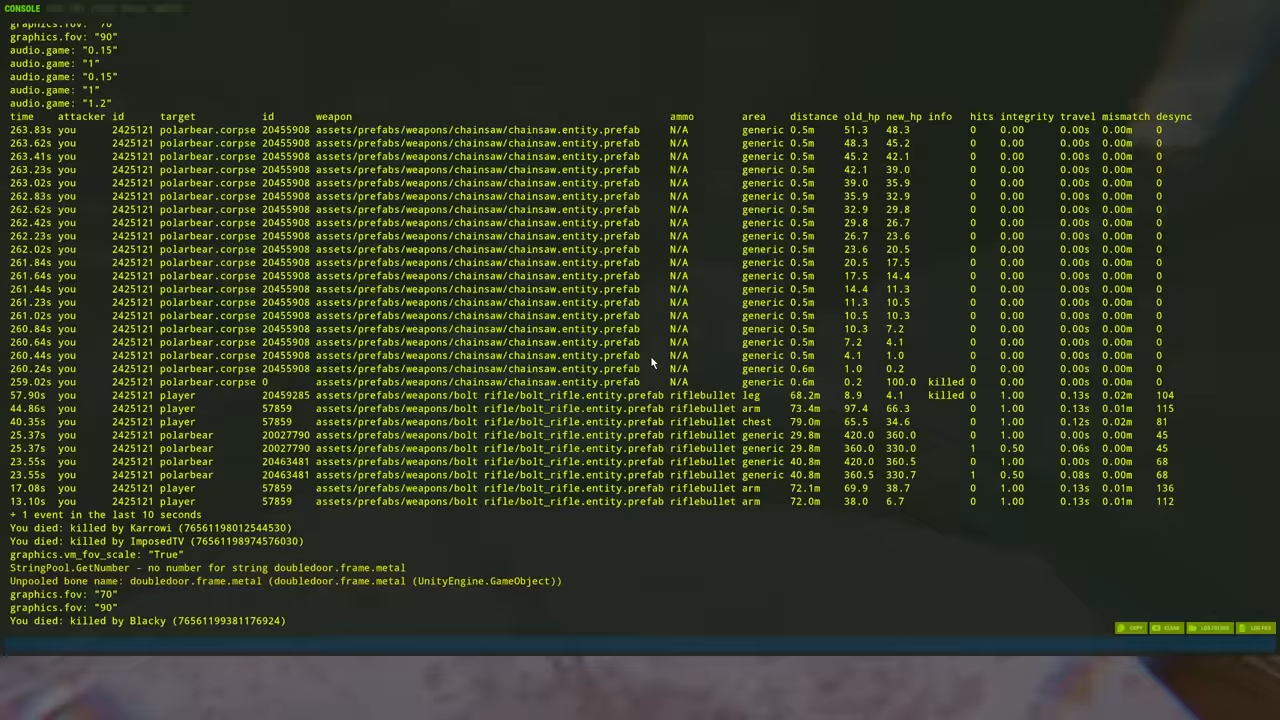 CONSOLE
graphics.fov: "70"
graphics.fov: "90"
audio.game: "0.15"
audio.game: "1"
audio.game: "0.15"
audio.game: "1"
audio.game: "1.2"
time attacker id target id weapon ammo area distance old_hp new_hp info hits integrity travel mismatch desync
263.83s you 2425121 polarbear.corpse 20455908 assets/prefabs/weapons/chainsaw/chainsaw.entity.prefab N/A generic 0.5m 51.3 48.3 0 0.00 0.00s 0.00m 0
263.62s you 2425121 polarbear.corpse 20455908 assets/prefabs/weapons/chainsaw/chainsaw.entity.prefab N/A generic 0.5m 48.3 45.2 0 0.00 0.00s 0.00m 0
263.41s you 2425121 polarbear.corpse 20455908 assets/prefabs/weapons/chainsaw/chainsaw.entity.prefab N/A generic 0.5m 45.2 42.1 0 0.00 0.00s 0.00m 0
263.23s you 2425121 polarbear.corpse 20455908 assets/prefabs/weapons/chainsaw/chainsaw.entity.prefab N/A generic 0.5m 42.1 39.0 0 0.00 0.00s 0.00m 0
263.02s you 2425121 polarbear.corpse 20455908 assets/prefabs/weapons/chainsaw/chainsaw.entity.prefab N/A generic 0.5m 39.0 35.9 0 0.00 0.00s 0.00m 0
262.83s you 2425121 polarbear.corpse 20455908 assets/prefabs/weapons/chainsaw/chainsaw.entity.prefab N/A generic 0.5m 35.9 32.9 0 0.00 0.00s 0.00m 0
262.62s you 2425121 polarbear.corpse 20455908 assets/prefabs/weapons/chainsaw/chainsaw.entity.prefab N/A generic 0.5m 32.9 29.8 0 0.00 0.00s 0.00m 0
262.42s you 2425121 polarbear.corpse 20455908 assets/prefabs/weapons/chainsaw/chainsaw.entity.prefab N/A generic 0.5m 29.8 26.7 0 0.00 0.00s 0.00m 0
262.23s you 2425121 polarbear.corpse 20455908 assets/prefabs/weapons/chainsaw/chainsaw.entity.prefab N/A generic 0.5m 26.7 23.6 0 0.00 0.00s 0.00m 0
262.03s you 2425121 polarbear.corpse 20455908 assets/prefabs/weapons/chainsaw/chainsaw.entity.prefab N/A generic 0.5m 23.6 20.5 0 0.00 0.00s 0.00m 0
261.84s you 2425121 polarbear.corpse 20455908 assets/prefabs/weapons/chainsaw/chainsaw.entity.prefab N/A generic 0.5m 20.5 17.5 0 0.00 0.00s 0.00m 0
261.64s you 2425121 polarbear.corpse 20455908 assets/prefabs/weapons/chainsaw/chainsaw.entity.prefab N/A generic 0.5m 17.5 14.4 0 0.00 0.00s 0.00m 0
261.44s you 2425121 polarbear.corpse 20455908 assets/prefabs/weapons/chainsaw/chainsaw.entity.prefab N/A generic 0.5m 14.4 11.3 0 0.00 0.00s 0.00m 0
261.23s you 2425121 polarbear.corpse 20455908 assets/prefabs/weapons/chainsaw/chainsaw.entity.prefab N/A generic 0.5m 11.3 10.5 0 0.00 0.00s 0.00m 0
261.02s you 2425121 polarbear.corpse 20455908 assets/prefabs/weapons/chainsaw/chainsaw.entity.prefab N/A generic 0.5m 10.5 10.3 0 0.00 0.00s 0.00m 0
260.84s you 2425121 polarbear.corpse 20455908 assets/prefabs/weapons/chainsaw/chainsaw.entity.prefab N/A generic 0.5m 10.3 7.2 0 0.00 0.00s 0.00m 0
260.64s you 2425121 polarbear.corpse 20455908 assets/prefabs/weapons/chainsaw/chainsaw.entity.prefab N/A generic 0.5m 7.2 4.1 0 0.00 0.00s 0.00m 0
260.44s you 2425121 polarbear.corpse 20455908 assets/prefabs/weapons/chainsaw/chainsaw.entity.prefab N/A generic 0.5m 4.1 1.0 0 0.00 0.00s 0.00m 0
260.24s you 2425121 polarbear.corpse 20455908 assets/prefabs/weapons/chainsaw/chainsaw.entity.prefab N/A generic 0.6m 1.0 0.2 0 0.00 0.00s 0.00m 0
259.02s you 2425121 polarbear.corpse 0 assets/prefabs/weapons/chainsaw/chainsaw.entity.prefab N/A generic 0.6m 0.2 100.0 killed 0 0.00 0.00s 0.00m 0
57.90s you 2425121 player 20459285 assets/prefabs/weapons/bolt rifle/bolt_rifle.entity.prefab riflebullet leg 68.2m 8.9 4.1 killed 0 1.00 0.13s 0.02m 104
44.86s you 2425121 player 57859 assets/prefabs/weapons/bolt rifle/bolt_rifle.entity.prefab riflebullet arm 73.4m 97.4 66.3 0 1.00 0.13s 0.01m 115
40.35s you 2425121 player 57859 assets/prefabs/weapons/bolt rifle/bolt_rifle.entity.prefab riflebullet chest 79.0m 65.5 34.6 0 1.00 0.12s 0.02m 81
25.37s you 2425121 polarbear 20027790 assets/prefabs/weapons/bolt rifle/bolt_rifle.entity.prefab riflebullet generic 29.8m 420.0 360.0 0 1.00 0.06s 0.00m 45
25.37s you 2425121 polarbear 20027790 assets/prefabs/weapons/bolt rifle/bolt_rifle.entity.prefab riflebullet generic 29.8m 360.0 330.0 1 0.50 0.06s 0.00m 45
23.55s you 2425121 polarbear 20463481 assets/prefabs/weapons/bolt rifle/bolt_rifle.entity.prefab riflebullet generic 40.8m 420.0 360.5 0 1.00 0.08s 0.00m 68
23.55s you 2425121 polarbear 20463481 assets/prefabs/weapons/bolt rifle/bolt_rifle.entity.prefab riflebullet generic 40.8m 360.5 330.7 1 0.50 0.08s 0.00m 68
17.08s you 2425121 player 57859 assets/prefabs/weapons/bolt rifle/bolt_rifle.entity.prefab riflebullet arm 72.1m 69.9 38.7 0 1.00 0.13s 0.01m 136
13.10s you 2425121 player 57859 assets/prefabs/weapons/bolt rifle/bolt_rifle.entity.prefab riflebullet arm 72.0m 38.0 6.7 0 1.00 0.13s 0.01m 112
+ 1 event in the last 10 seconds
You died: killed by Karrowi (76561198012544530)
You died: killed by ImposedTV (76561198974576030)
graphics.vm_fov_scale: "True"
StringPool.GetNumber - no number for string doubledoor.frame.metal
Unpooled bone name: doubledoor.frame.metal (doubledoor.frame.metal (UnityEngine.GameObject))
graphics.fov: "70"
graphics.fov: "90"
You died: killed by Blacky (76561199381176924)
COPY CLEAR LOG FOLDER LOG FILE